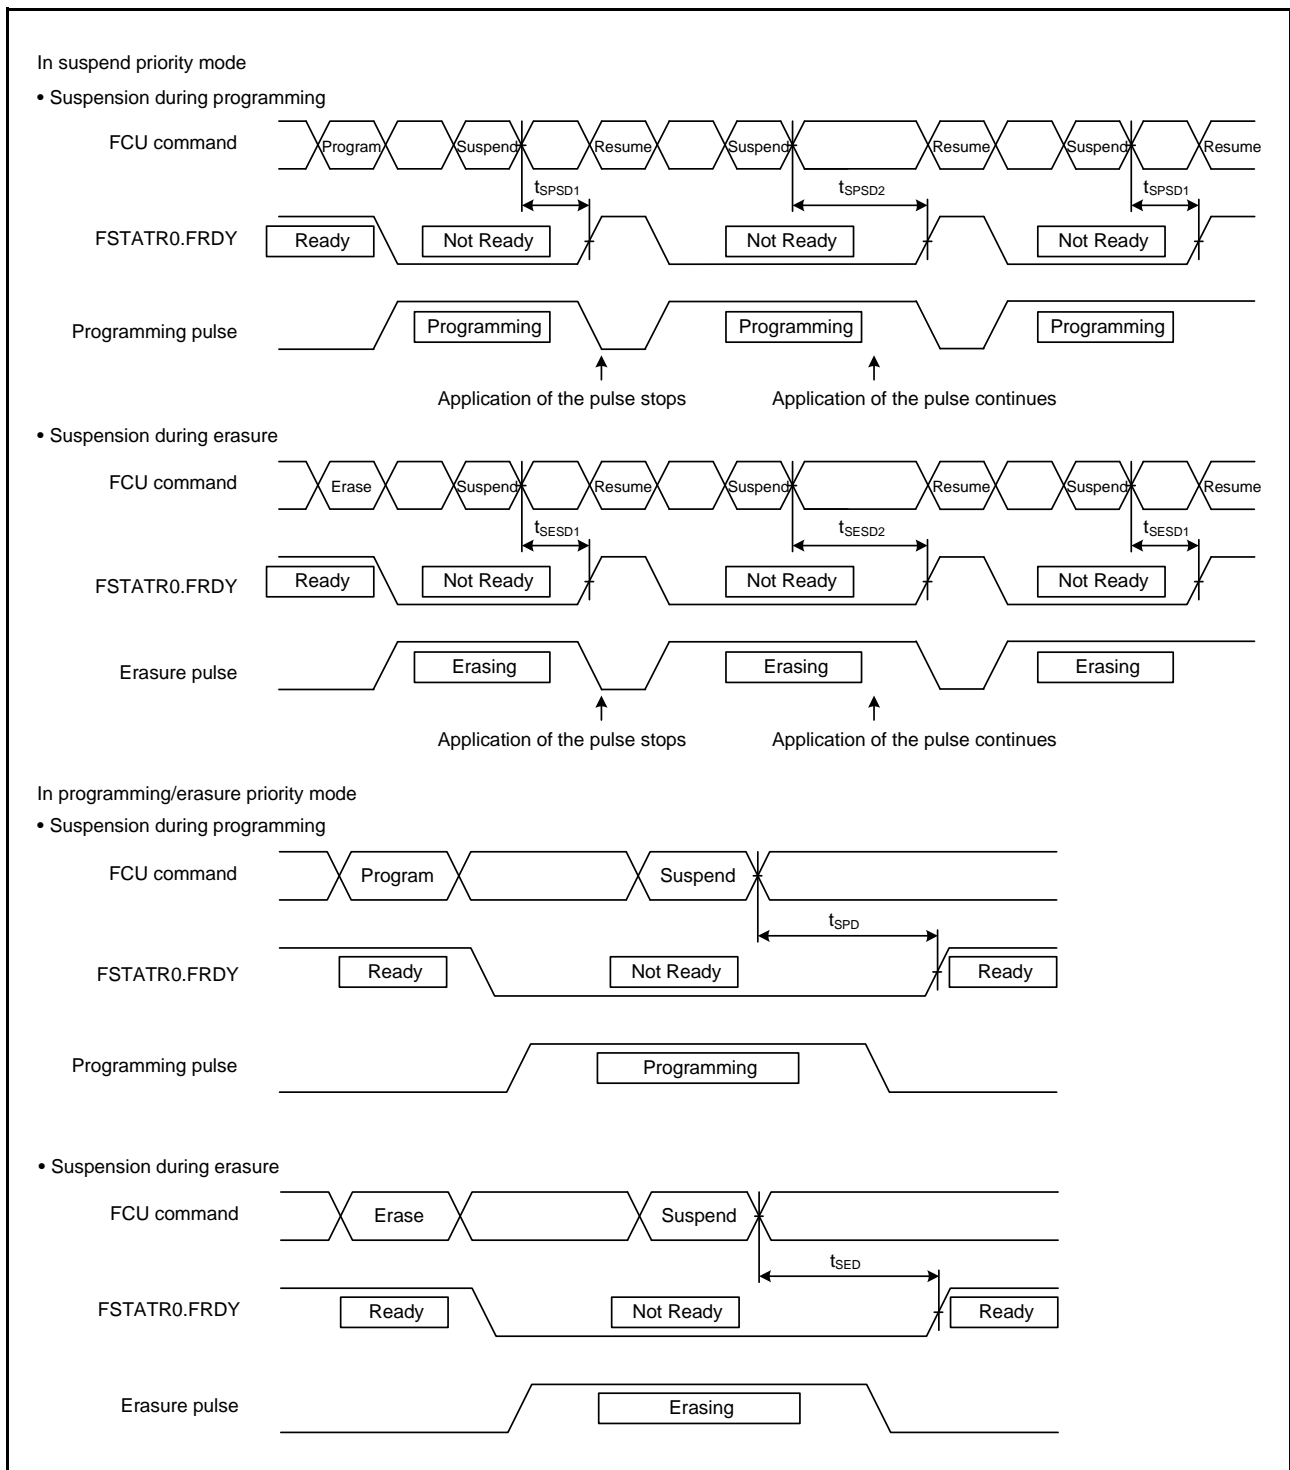 In suspend priority mode
• Suspension during programming
FCU command Program Suspend Resume Suspend Resume Suspend Resume
tSPSD1 tSPSD2 tSPSD1
FSTATR0.FRDY Ready Not Ready Not Ready Not Ready
Programming pulse Programming Programming Programming
Application of the pulse stops Application of the pulse continues
• Suspension during erasure
FCU command Erase Suspend Resume Suspend Resume Suspend Resume
tSESD1 tSESD2 tSESD1
FSTATR0.FRDY Ready Not Ready Not Ready Not Ready
Erasure pulse Erasing Erasing Erasing
Application of the pulse stops Application of the pulse continues
In programming/erasure priority mode
• Suspension during programming
FCU command Program Suspend
tSPD
FSTATR0.FRDY Ready Not Ready Ready
Programming pulse Programming
• Suspension during erasure
FCU command Erase Suspend
tSED
FSTATR0.FRDY Ready Not Ready Ready
Erasure pulse Erasing